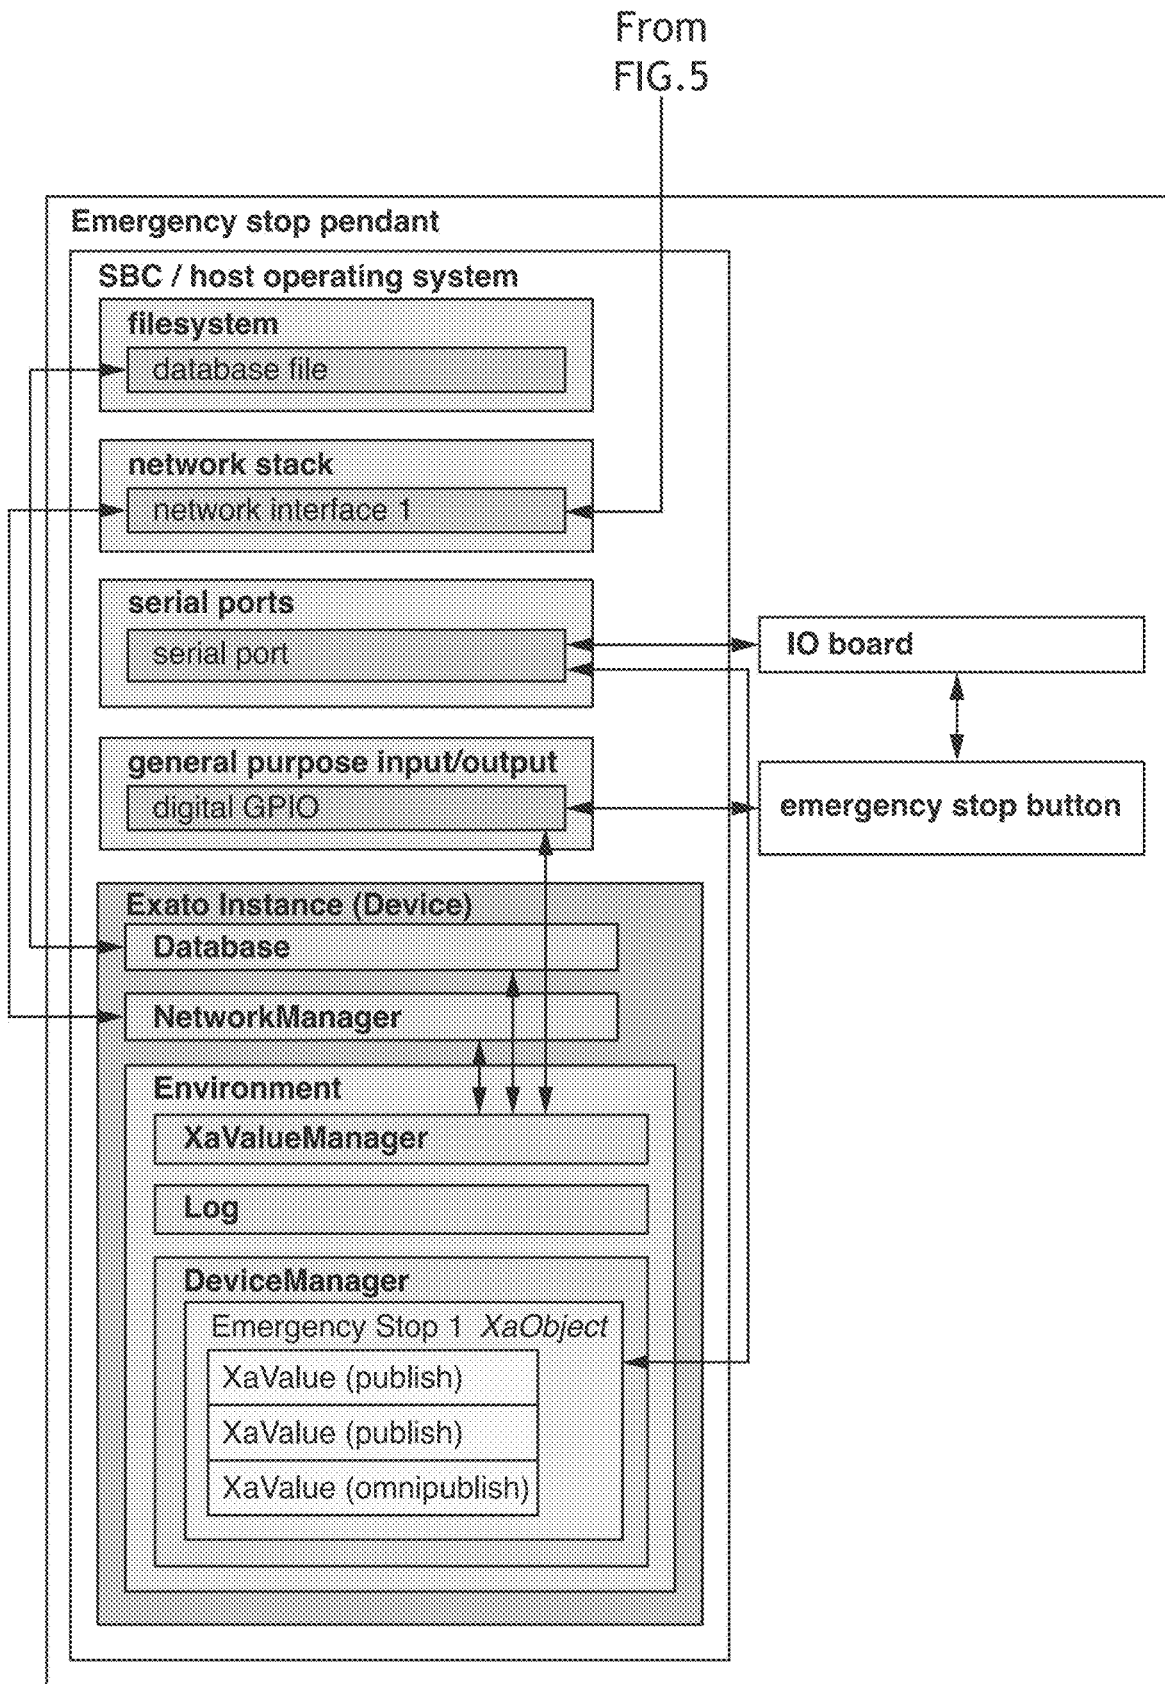 From
FIG.5
Emergency stop pendant
SBC / host operating system
filesystem
database file
network stack
network interface 1
serial ports
serial port
IO board
general purpose input/output
digital GPIO
emergency stop button
Exato Instance (Device)
Database
NetworkManager
Environment
XaValueManager
Log
DeviceManager
Emergency Stop 1 XaObject
XaValue (publish)
XaValue (publish)
XaValue (omnipublish)